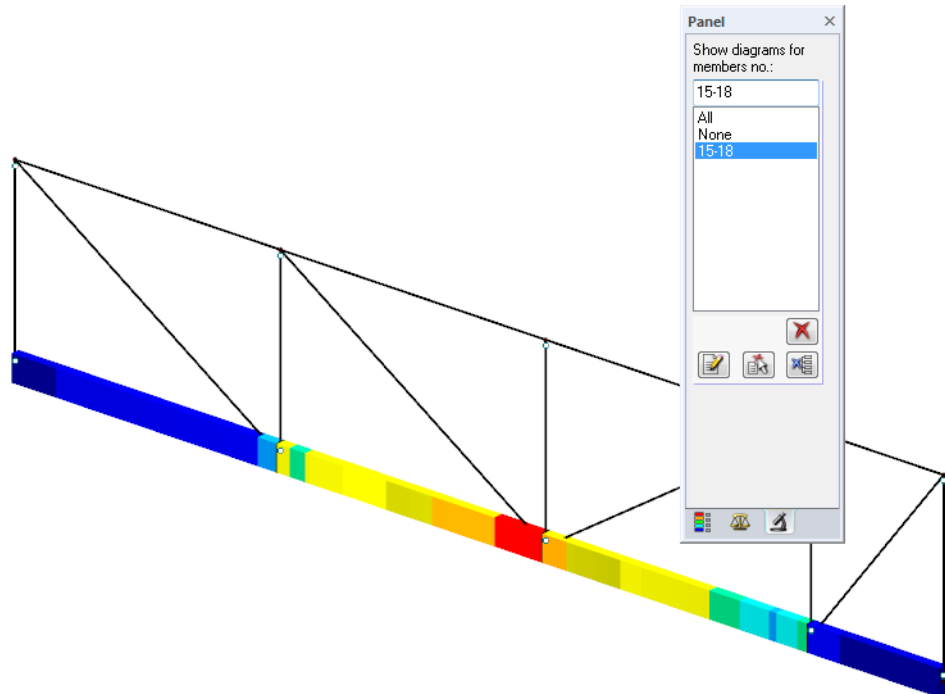 Panel
Show diagrams for
members no.:
15-18
All
None
15-18